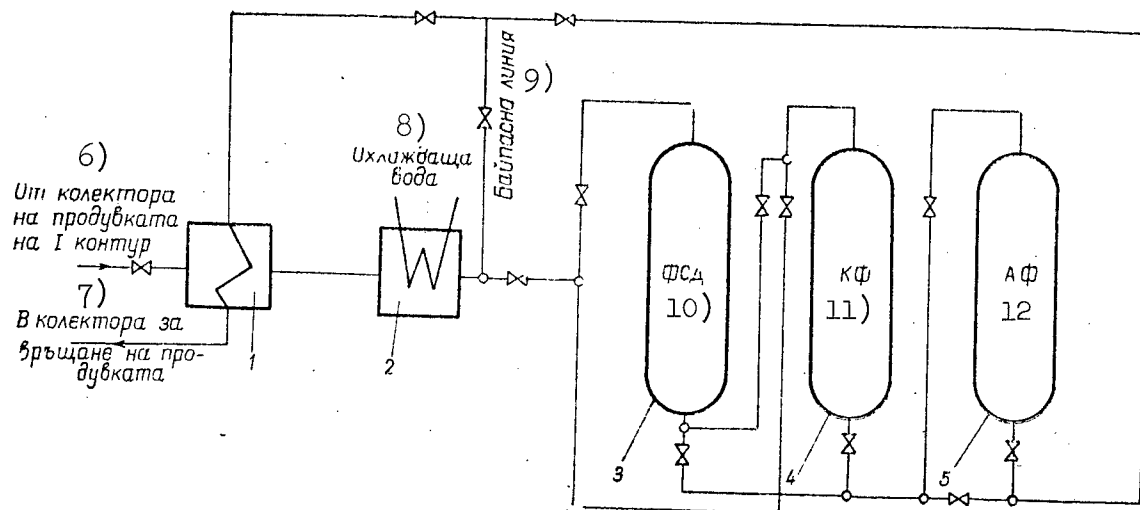 6)
От колектора
на продувката
на I контур
7)
В колектора за
връщане на про-
дувката
1
8)
Ихлаждаща
вода
2
Байпасна линия
9)
ФСД
10)
3
КФ
11)
4
АФ
12
5